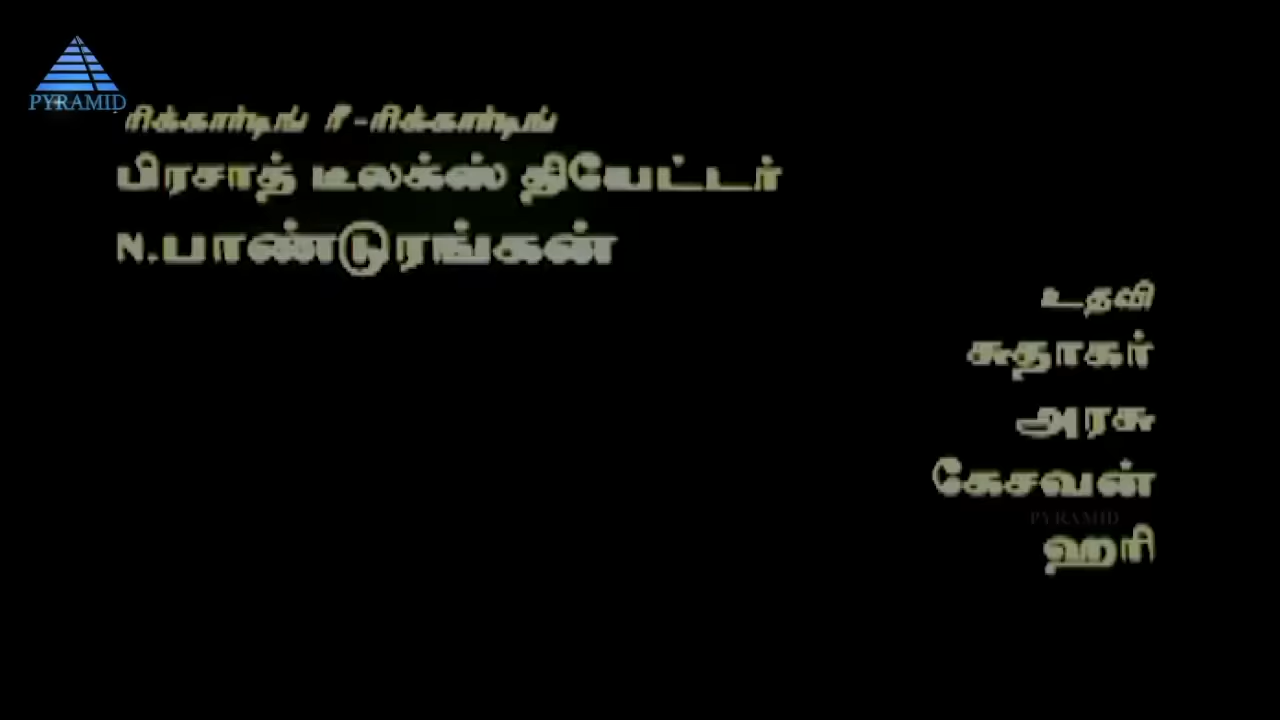 PYRAMID
ரிக்கார்டிங் ரீ-ரிக்கார்டிங்
பிரசாத் டீலக்ஸ் தியேட்டர்
N.பாண்டுரங்கன்
உதவி
சுதாகர்
அரசு
கேசவன்
PYRAMID
ஹரி